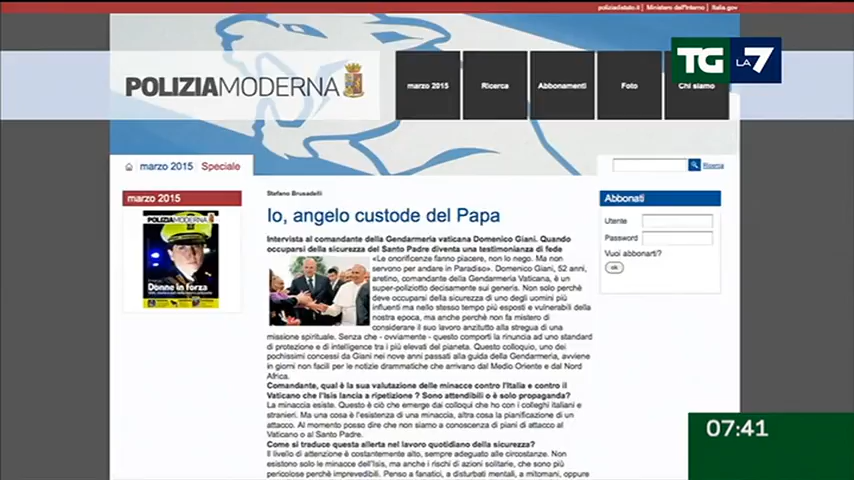 poliziadistato.it | Ministero dell'Interno | Italia.gov
TG LA 7
POLIZIAMODERNA
marzo 2015
Ricerca
Abbonamenti
Foto
Chi siamo
marzo 2015 Speciale
Ricerca
marzo 2015
POLIZIAMODERNA
Donne in forza
Stefano Brusadelli
Io, angelo custode del Papa
Intervista al comandante della Gendarmeria vaticana Domenico Giani. Quando
occuparsi della sicurezza del Santo Padre diventa una testimonianza di fede
«Le onorificenze fanno piacere, non lo nego. Ma non
servono per andare in Paradiso». Domenico Giani, 52 anni,
aretino, comandante della Gendarmeria Vaticana, è un
super-poliziotto decisamente sui generis. Non solo perchè
deve occuparsi della sicurezza di uno degli uomini più
influenti ma nello stesso tempo più esposti e vulnerabili della
nostra epoca, ma anche perchè non fa mistero di
considerare il suo lavoro anzitutto alla stregua di una
missione spirituale. Senza che - ovviamente - questo comporti la rinuncia ad uno standard
di protezione e di intelligence tra i più elevati del pianeta. Questo colloquio, uno dei
pochissimi concessi da Giani nei nove anni passati alla guida della Gendarmeria, avviene
in giorni non facili per le notizie drammatiche che arrivano dal Medio Oriente e dal Nord
Africa.
Comandante, qual è la sua valutazione delle minacce contro l'Italia e contro il
Vaticano che l'Isis lancia a ripetizione ? Sono attendibili o è solo propaganda?
La minaccia esiste. Questo è ciò che emerge dai colloqui che ho con i colleghi italiani e
stranieri. Ma una cosa è l'esistenza di una minaccia, altra cosa la pianificazione di un
attacco. Al momento posso dire che non siamo a conoscenza di piani di attacco al
Vaticano o al Santo Padre.
Come si traduce questa allerta nel lavoro quotidiano della sicurezza?
Il livello di attenzione è costantemente alto, sempre adeguato alle circostanze. Non
esistono solo le minacce dell'Isis, ma anche i rischi di azioni solitarie, che sono più
pericolose perchè imprevedibili. Penso a fanatici, a disturbati mentali, a mitomani, oppure
Abbonati
Utente
Password
Vuoi abbonarti?
ok
07:41